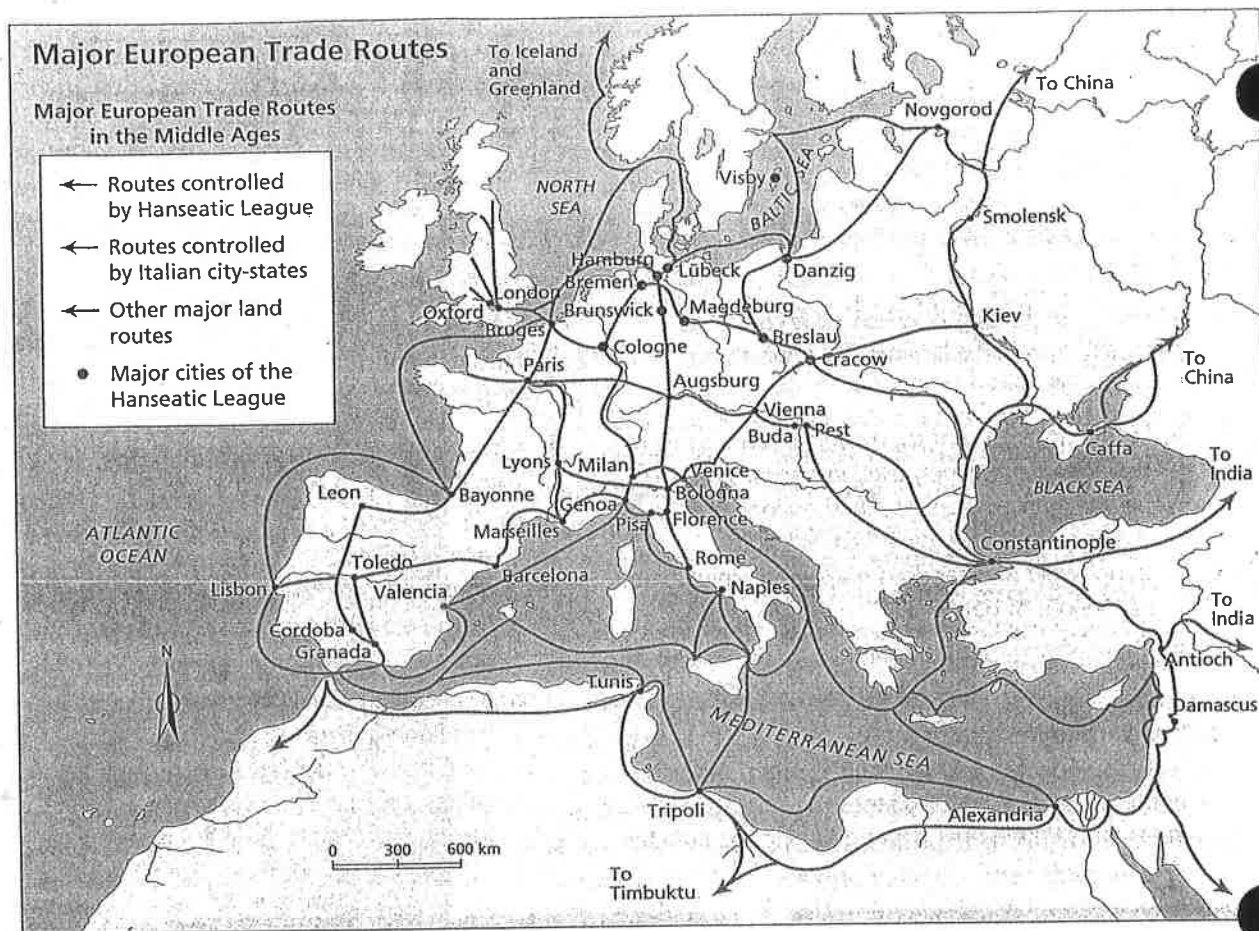 Major European Trade Routes
Major European Trade Routes
in the Middle Ages
Routes controlled
by Hanseatic League
Routes controlled
by Italian city-states
Other major land
routes
Major cities of the
Hanseatic League
To Iceland
and
Greenland
To China
Novgorod
NORTH
SEA
Visby
BALTIC SEA
Smolensk
Hamburg
Lübeck
Danzig
Bremen
London
Oxford
Brunswick
Magdeburg
Kiev
Bruges
Cologne
Breslau
Cracow
Paris
Augsburg
To
China
Vienna
Buda
Pest
Caffa
Lyons
Milan
Venice
To
India
Leon
Bayonne
Genoa
Bologna
BLACK SEA
Marseilles
Pisa
Florence
ATLANTIC
OCEAN
Constantinople
Toledo
Rome
Lisbon
Valencia
Barcelona
Naples
To
India
Cordoba
Granada
N
Antioch
Tunis
Damascus
MEDITERRANEAN SEA
Tripoli
Alexandria
0 300 600 km
To
Timbuktu